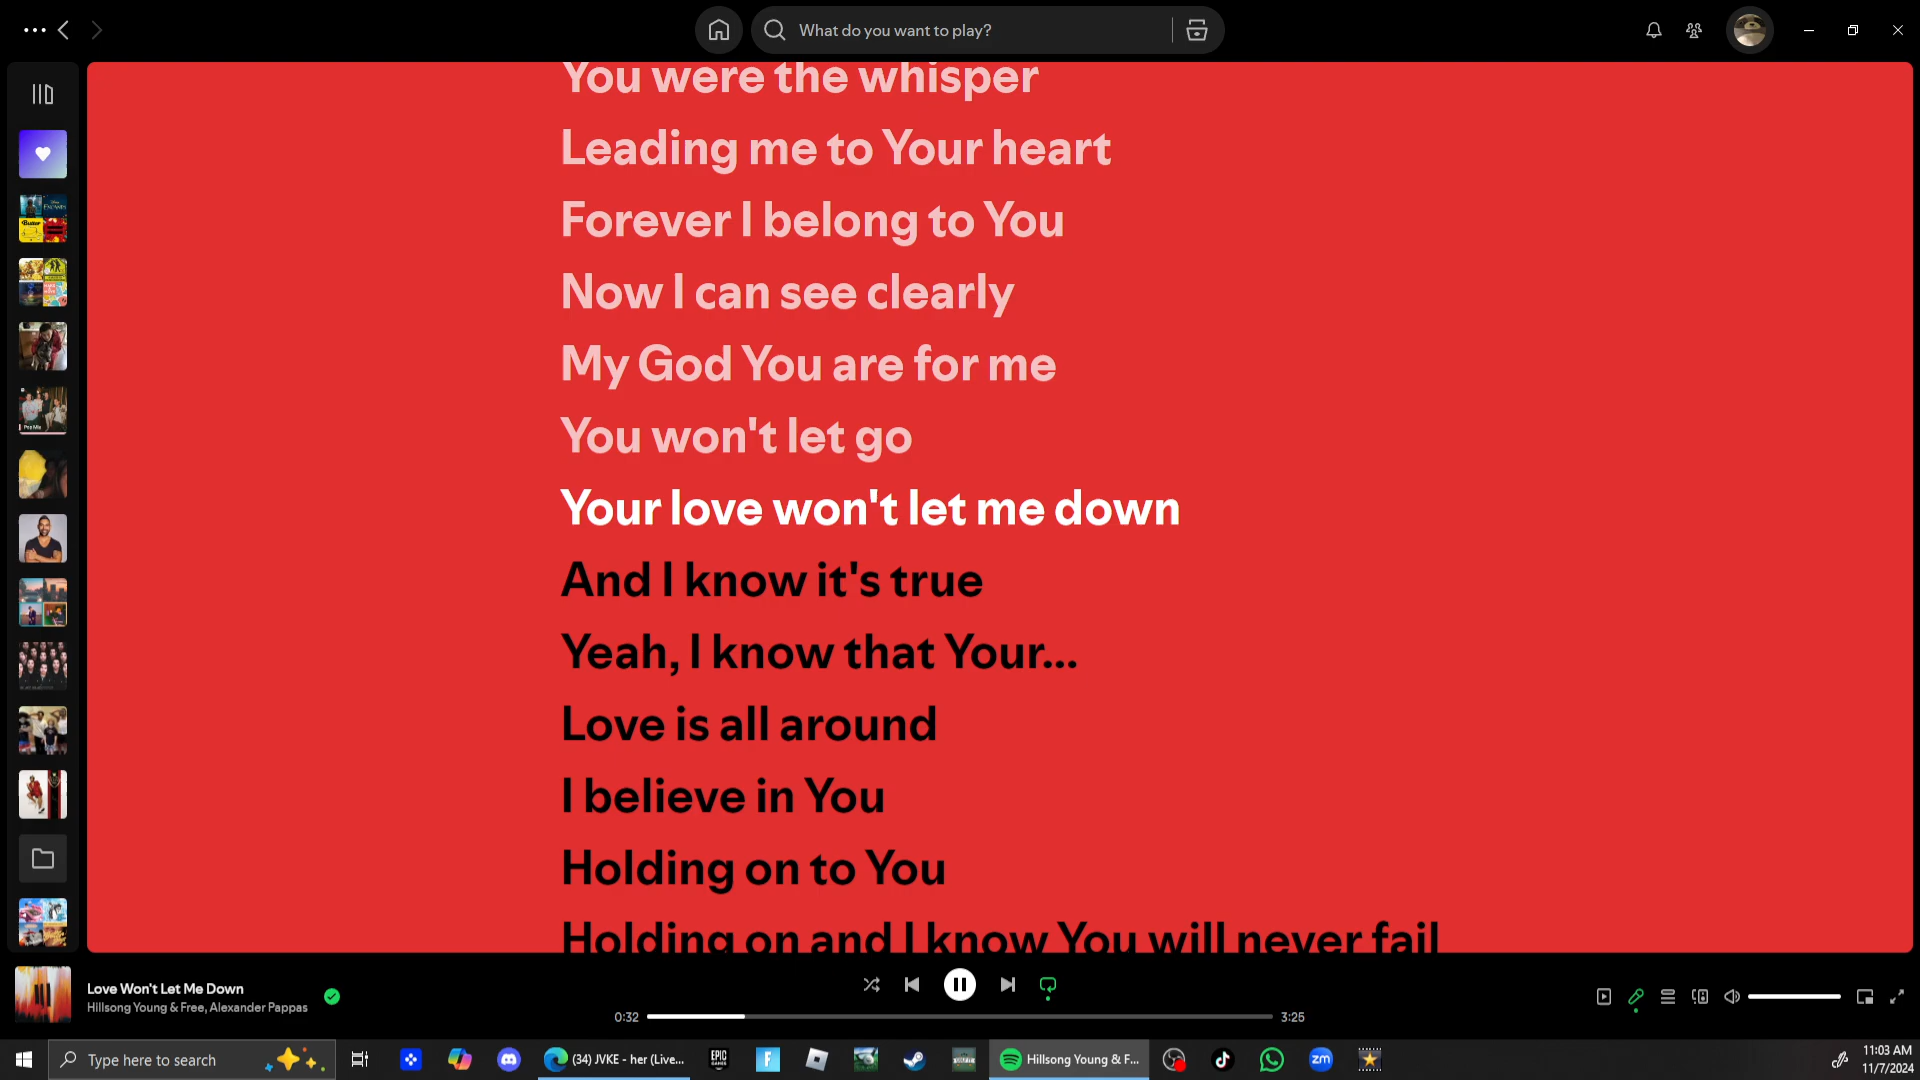 What do you want to play?
You were the whisper
Leading me to Your heart
Forever I belong to You
Now I can see clearly
My God You are for me
You won't let go
Your love won't let me down
And I know it's true
Yeah, I know that Your...
Love is all around
I believe in You
Holding on to You
Holding on and I know You will never fail
Love Won't Let Me Down
Hillsong Young & Free, Alexander Pappas
0:32
3:25
Type here to search
(34) JVKE - her (Live...
EPIC
GAMES
Hillsong Young & F...
zm
11:03 AM
11/7/2024